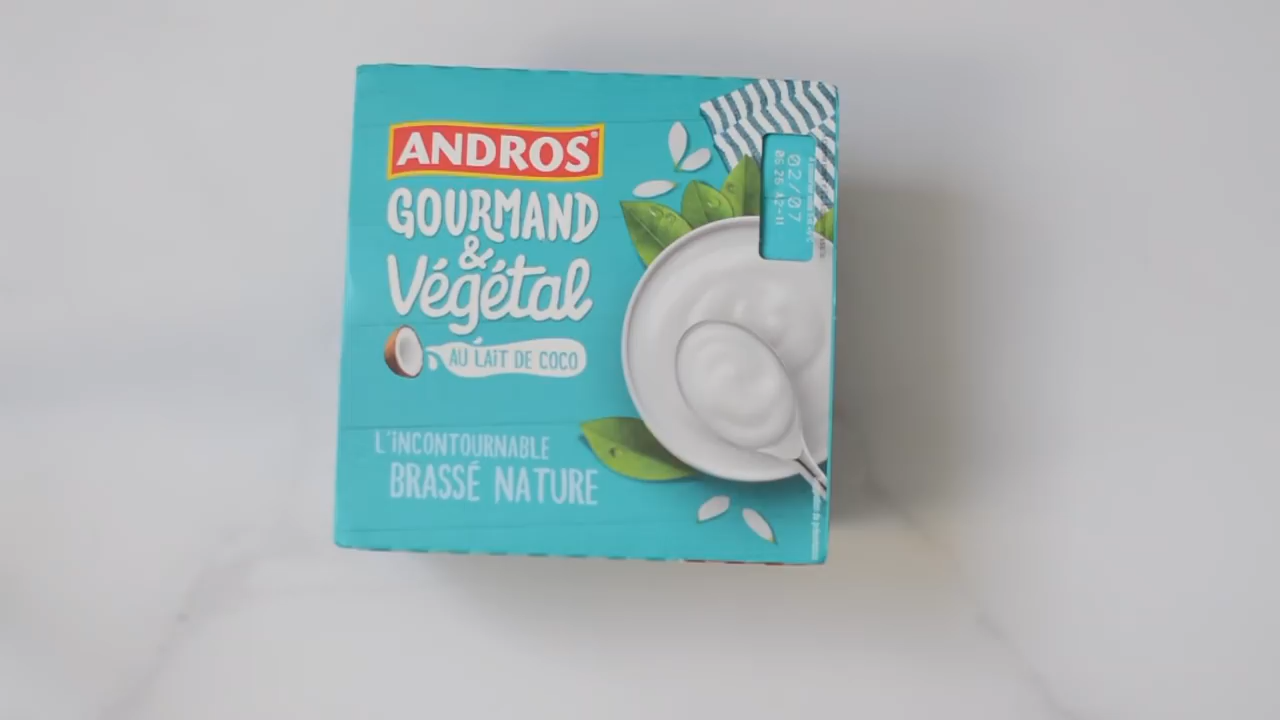 ANDROS
GOURMAND
&
Végétal
AU LAIT DE COCO
L'INCONTOURNABLE
BRASSÉ NATURE
02/07